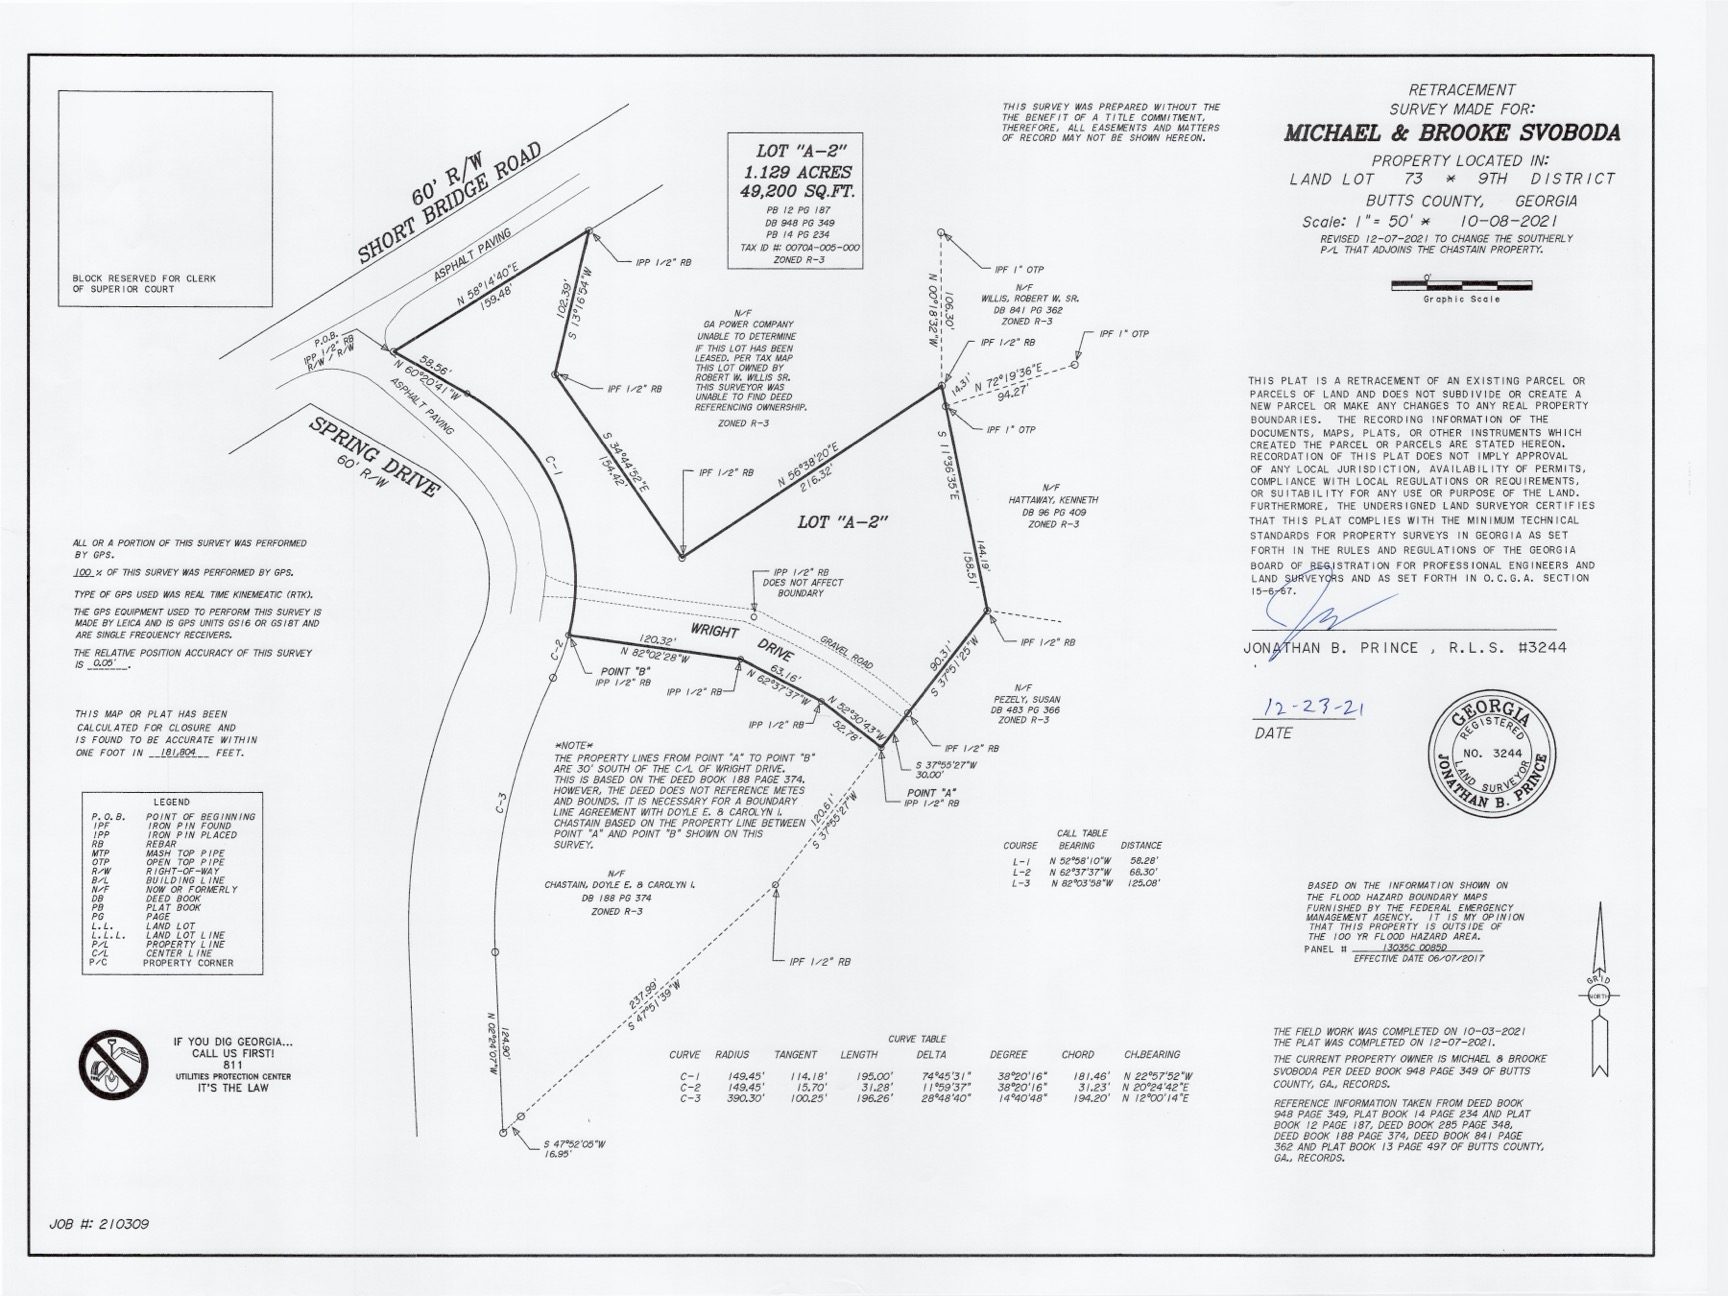 RETRACEMENT
SURVEY MADE FOR:
MICHAEL & BROOKE SVOBODA
PROPERTY LOCATED IN:
LAND LOT 73 * 9TH DISTRICT
BUTTS COUNTY, GEORGIA
Scale: 1"= 50' * 10-08-2021
REVISED 12-07-2021 TO CHANGE THE SOUTHERLY
P/L THAT ADJOINS THE CHASTAIN PROPERTY.
0'
Graphic Scale
THIS SURVEY WAS PREPARED WITHOUT THE
THE BENEFIT OF A TITLE COMMITMENT,
THEREFORE, ALL EASEMENTS AND MATTERS
OF RECORD MAY NOT BE SHOWN HEREON.
BLOCK RESERVED FOR CLERK
OF SUPERIOR COURT
LOT "A-2"
1.129 ACRES
49,200 SQ.FT.
PB 12 PG 187
DB 948 PG 349
PB 14 PG 234
TAX ID #: 0070A-005-000
ZONED R-3
60' R/W
SHORT BRIDGE ROAD
ASPHALT PAVING
N 58°14'40"E
159.48'
IPP 1/2" RB
102.39'
S 13°16'54"W
P.O.B.
IPP 1/2" RB
R/W / R/W
58.56'
N 60°20'41"W
ASPHALT PAVING
SPRING DRIVE
60' R/W
C-1
IPF 1/2" RB
S 34°44'52"E
154.42'
IPF 1/2" RB
N/F
GA POWER COMPANY
UNABLE TO DETERMINE
IF THIS LOT HAS BEEN
LEASED. PER TAX MAP
THIS LOT OWNED BY
ROBERT W. WILLIS SR.
THIS SURVEYOR WAS
UNABLE TO FIND DEED
REFERENCING OWNERSHIP.
ZONED R-3
N 56°38'20"E
216.32'
LOT "A-2"
IPF 1" OTP
N 00°18'32"W
106.30'
N/F
WILLIS, ROBERT W. SR.
DB 841 PG 362
ZONED R-3
IPF 1" OTP
IPF 1/2" RB
14.31'
N 72°19'36"E
94.27'
IPF 1" OTP
S 11°36'35"E
144.19'
158.51'
N/F
HATTAWAY, KENNETH
DB 96 PG 409
ZONED R-3
IPP 1/2" RB
DOES NOT AFFECT
BOUNDARY
WRIGHT
DRIVE
GRAVEL ROAD
IPF 1/2" RB
90.31'
S 37°51'25"W
N/F
PEZELY, SUSAN
DB 483 PG 366
ZONED R-3
120.32'
N 82°02'28"W
C-2
POINT "B"
IPP 1/2" RB
IPP 1/2" RB
63.16'
N 62°37'37"W
IPP 1/2" RB
N 52°30'43"W
52.78'
IPF 1/2" RB
S 37°55'27"W
30.00'
POINT "A"
IPP 1/2" RB
*NOTE*
THE PROPERTY LINES FROM POINT "A" TO POINT "B"
ARE 30' SOUTH OF THE C/L OF WRIGHT DRIVE.
THIS IS BASED ON THE DEED BOOK 188 PAGE 374.
HOWEVER, THE DEED DOES NOT REFERENCE METES
AND BOUNDS. IT IS NECESSARY FOR A BOUNDARY
LINE AGREEMENT WITH DOYLE E. & CAROLYN I.
CHASTAIN BASED ON THE PROPERTY LINE BETWEEN
POINT "A" AND POINT "B" SHOWN ON THIS
SURVEY.
120.61'
S 37°55'27"W
C-3
N/F
CHASTAIN, DOYLE E. & CAROLYN I.
DB 188 PG 374
ZONED R-3
IPF 1/2" RB
237.99'
S 47°51'39"W
N 02°24'07"W
124.90'
S 47°52'05"W
16.95'
CALL TABLE
COURSE BEARING DISTANCE
L-1 N 52°58'10"W 58.28'
L-2 N 62°37'37"W 68.30'
L-3 N 82°03'58"W 125.08'
CURVE TABLE
CURVE RADIUS TANGENT LENGTH DELTA DEGREE CHORD CH.BEARING
C-1 149.45' 114.18' 195.00' 74°45'31" 38°20'16" 181.46' N 22°57'52"W
C-2 149.45' 15.70' 31.28' 11°59'37" 38°20'16" 31.23' N 20°24'42"E
C-3 390.30' 100.25' 196.26' 28°48'40" 14°40'48" 194.20' N 12°00'14"E
ALL OR A PORTION OF THIS SURVEY WAS PERFORMED
BY GPS.
100 % OF THIS SURVEY WAS PERFORMED BY GPS.
TYPE OF GPS USED WAS REAL TIME KINEMEATIC (RTK).
THE GPS EQUIPMENT USED TO PERFORM THIS SURVEY IS
MADE BY LEICA AND IS GPS UNITS GS16 OR GS18T AND
ARE SINGLE FREQUENCY RECEIVERS.
THE RELATIVE POSITION ACCURACY OF THIS SURVEY
IS 0.05'.
THIS MAP OR PLAT HAS BEEN
CALCULATED FOR CLOSURE AND
IS FOUND TO BE ACCURATE WITHIN
ONE FOOT IN 181,804 FEET.
LEGEND
P.O.B. POINT OF BEGINNING
IPF IRON PIN FOUND
IPP IRON PIN PLACED
RB REBAR
MTP MASH TOP PIPE
OTP OPEN TOP PIPE
R/W RIGHT-OF-WAY
B/L BUILDING LINE
N/F NOW OR FORMERLY
DB DEED BOOK
PB PLAT BOOK
PG PAGE
L.L. LAND LOT
L.L.L. LAND LOT LINE
P/L PROPERTY LINE
C/L CENTER LINE
P/C PROPERTY CORNER
IF YOU DIG GEORGIA...
CALL US FIRST!
811
UTILITIES PROTECTION CENTER
IT'S THE LAW
JOB #: 210309
THIS PLAT IS A RETRACEMENT OF AN EXISTING PARCEL OR
PARCELS OF LAND AND DOES NOT SUBDIVIDE OR CREATE A
NEW PARCEL OR MAKE ANY CHANGES TO ANY REAL PROPERTY
BOUNDARIES. THE RECORDING INFORMATION OF THE
DOCUMENTS, MAPS, PLATS, OR OTHER INSTRUMENTS WHICH
CREATED THE PARCEL OR PARCELS ARE STATED HEREON.
RECORDATION OF THIS PLAT DOES NOT IMPLY APPROVAL
OF ANY LOCAL JURISDICTION, AVAILABILITY OF PERMITS,
COMPLIANCE WITH LOCAL REGULATIONS OR REQUIREMENTS,
OR SUITABILITY FOR ANY USE OR PURPOSE OF THE LAND.
FURTHERMORE, THE UNDERSIGNED LAND SURVEYOR CERTIFIES
THAT THIS PLAT COMPLIES WITH THE MINIMUM TECHNICAL
STANDARDS FOR PROPERTY SURVEYS IN GEORGIA AS SET
FORTH IN THE RULES AND REGULATIONS OF THE GEORGIA
BOARD OF REGISTRATION FOR PROFESSIONAL ENGINEERS AND
LAND SURVEYORS AND AS SET FORTH IN O.C.G.A. SECTION
15-6-67.
JONATHAN B. PRINCE , R.L.S. #3244
12-23-21
DATE
GEORGIA
REGISTERED
NO. 3244
LAND SURVEYOR
JONATHAN B. PRINCE
BASED ON THE INFORMATION SHOWN ON
THE FLOOD HAZARD BOUNDARY MAPS
FURNISHED BY THE FEDERAL EMERGENCY
MANAGEMENT AGENCY. IT IS MY OPINION
THAT THIS PROPERTY IS OUTSIDE OF
THE 100 YR FLOOD HAZARD AREA.
PANEL # 13035C 0085D
EFFECTIVE DATE 06/07/2017
GRID
NORTH
THE FIELD WORK WAS COMPLETED ON 10-03-2021
THE PLAT WAS COMPLETED ON 12-07-2021.
THE CURRENT PROPERTY OWNER IS MICHAEL & BROOKE
SVOBODA PER DEED BOOK 948 PAGE 349 OF BUTTS
COUNTY, GA., RECORDS.
REFERENCE INFORMATION TAKEN FROM DEED BOOK
948 PAGE 349, PLAT BOOK 14 PAGE 234 AND PLAT
BOOK 12 PAGE 187, DEED BOOK 285 PAGE 348,
DEED BOOK 188 PAGE 374, DEED BOOK 841 PAGE
362 AND PLAT BOOK 13 PAGE 497 OF BUTTS COUNTY,
GA., RECORDS.